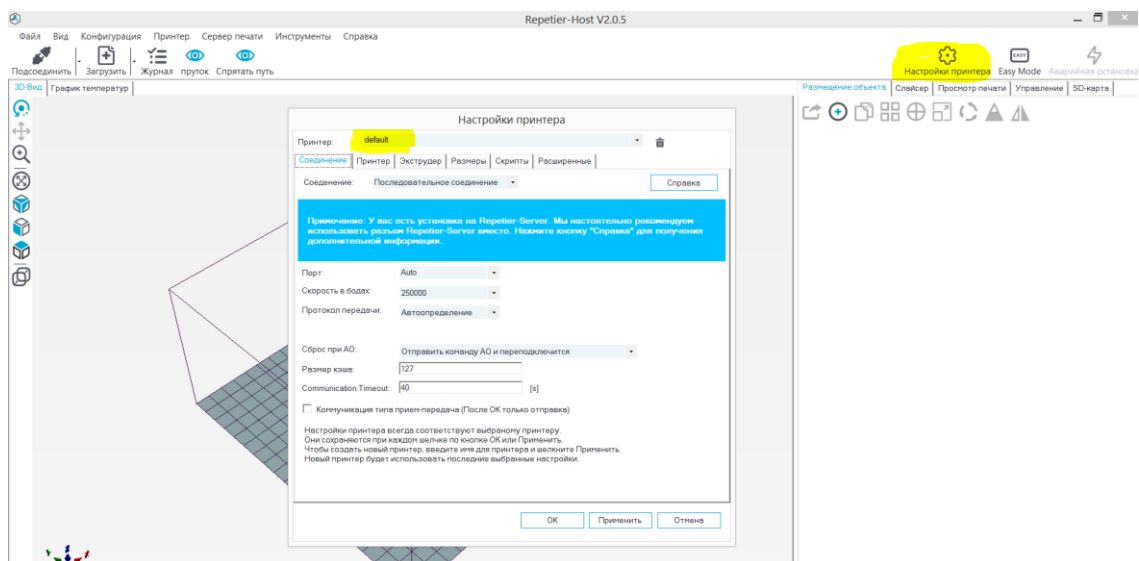 Repetier-Host V2.0.5
Файл Вид Конфигурация Принтер Сервер печати Инструменты Справка
Подсоединить Загрузить Журнал пруток Спрятать путь Настройки принтера EASY Easy Mode Аварийная остановка
3D-Вид График температур Размещение объекта Слайсер Просмотр печати Управление SD-карта
Настройки принтера
Принтер: default
Соединение Принтер Экструдер Размеры Скрипты Расширенные
Соединение: Последовательное соединение Справка
Примечание: У вас есть установка на Repetier-Server. Мы настоятельно рекомендуем
использовать разъем Repetier-Server вместо. Нажмите кнопку "Справка" для получения
дополнительной информации.
Порт: Auto
Скорость в бодах: 250000
Протокол передачи: Автоопределение
Сброс при АО: Отправить команду АО и переподключится
Размер кэша: 127
Communication Timeout: 40 [s]
Коммуникация типа прием-передача (После ОК только отправка)
Настройки принтера всегда соответствуют выбраному принтеру.
Они сохраняются при каждом щелчке по кнопке ОК или Применить.
Чтобы создать новый принтер, введите имя для принтера и щелкните Применить.
Новый принтер будет использовать последние выбранные настройки.
OK Применить Отмена